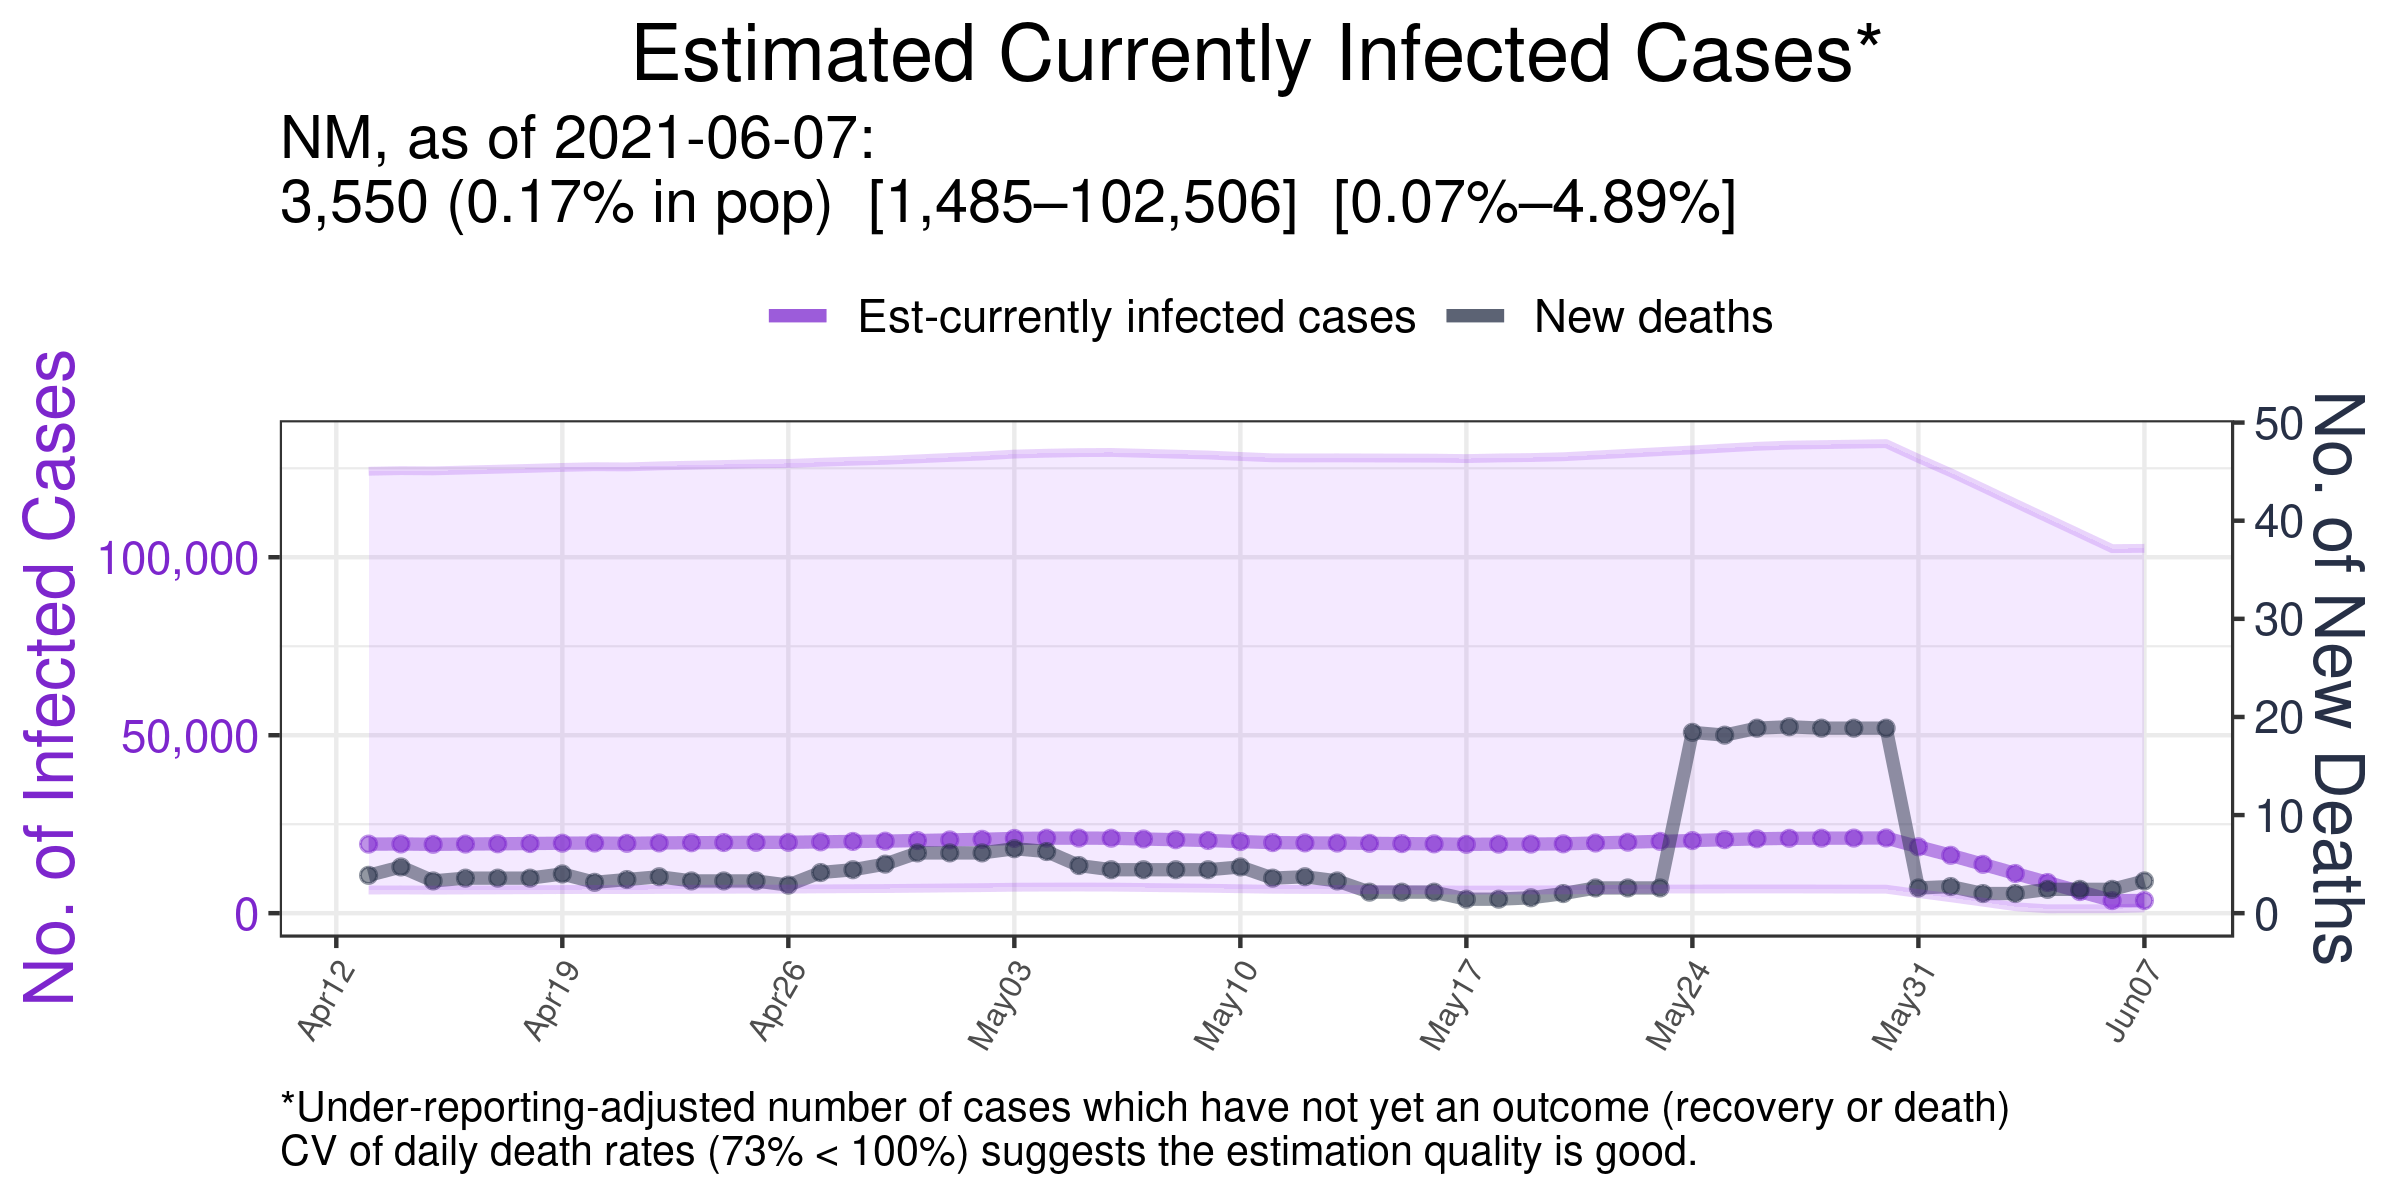 Estimated Currently Infected Cases*
NM, as of 2021-06-07:
3,550 (0.17% in pop)  [1,485–102,506]  [0.07%–4.89%]
Est-currently infected cases
New deaths
No. of Infected Cases
100,000
50,000
0
50
40
30
20
10
0
No. of New Deaths
Apr12
Apr19
Apr26
May03
May10
May17
May24
May31
Jun07
*Under-reporting-adjusted number of cases which have not yet an outcome (recovery or death)
CV of daily death rates (73% < 100%) suggests the estimation quality is good.